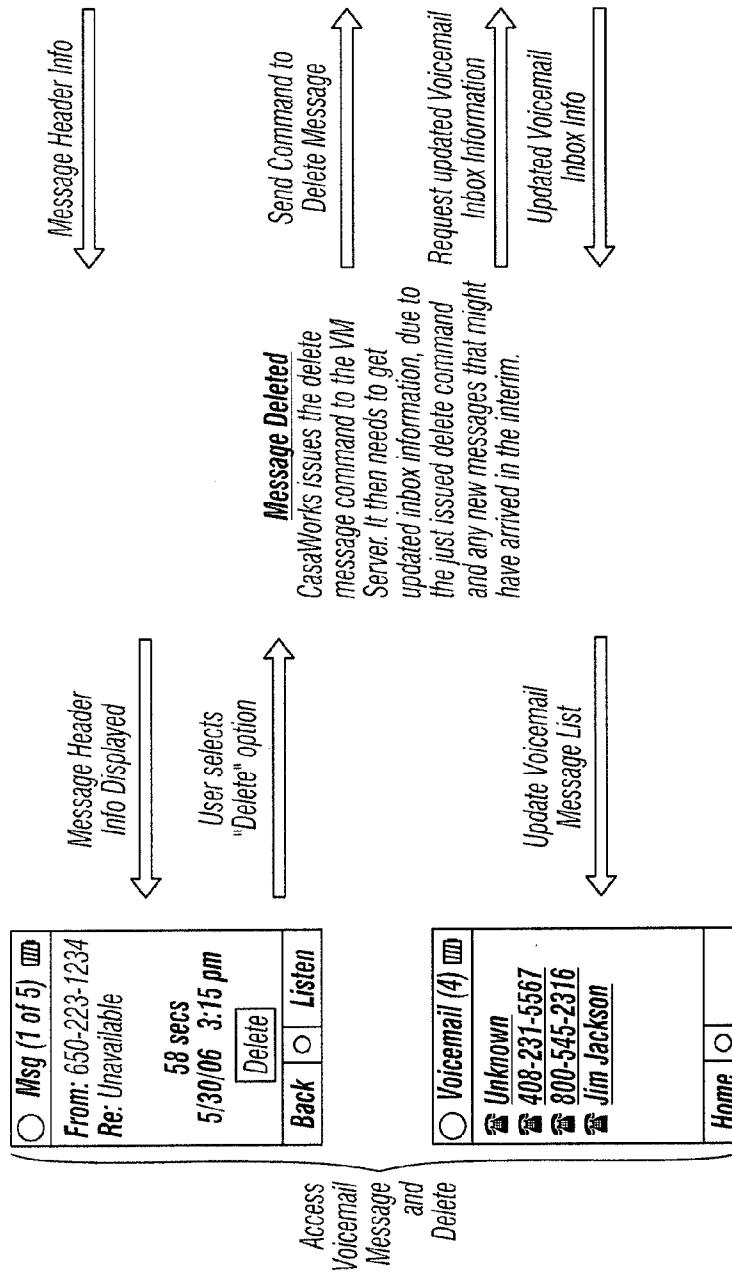 Access
Voicemail
Message
and
Delete
Msg (1 of 5)
From: 650-223-1234
Re: Unavailable
58 secs
5/30/06 3:15 pm
Delete
Back
Listen
Message Header
Info Displayed
User selects
"Delete" option
Message Header Info
Message Deleted
CasaWorks issues the delete
message command to the VM
Server. It then needs to get
updated inbox information, due to
the just issued delete command
and any new messages that might
have arrived in the interim.
Send Command to
Delete Message
Request updated Voicemail
Inbox Information
Updated Voicemail
Inbox Info
Update Voicemail
Message List
Voicemail (4)
Unknown
408-231-5567
800-545-2316
Jim Jackson
Home